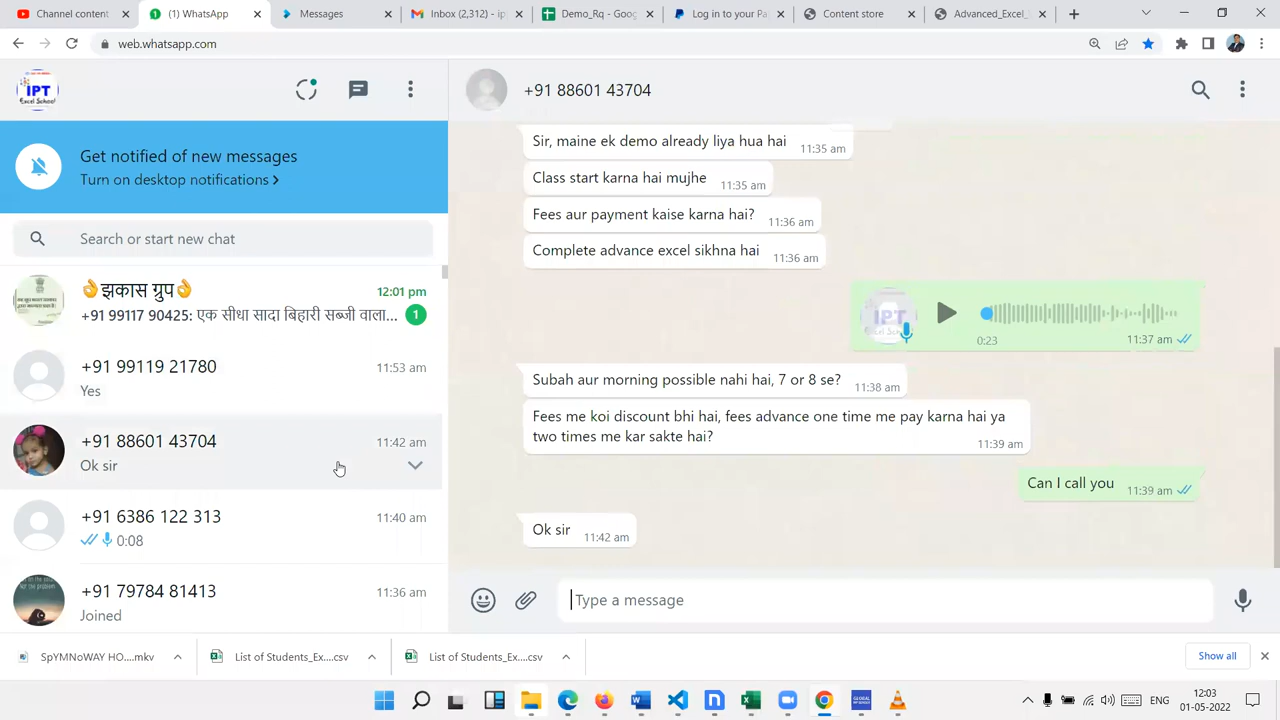 Channel content
(1) WhatsApp
Messages
Inbox (2,312) - ip
Demo_Rq - Goog
Log in to your Pa
Content store
Advanced_Excel_
web.whatsapp.com
IPT
Excel School
Get notified of new messages
Turn on desktop notifications
Search or start new chat
👌झकास ग्रुप👌
12:01 pm
+91 99117 90425: एक सीधा सादा बिहारी सब्जी वाला...
1
+91 99119 21780
11:53 am
Yes
+91 88601 43704
11:42 am
Ok sir
+91 6386 122 313
11:40 am
0:08
+91 79784 81413
11:36 am
Joined
+91 88601 43704
Sir, maine ek demo already liya hua hai
11:35 am
Class start karna hai mujhe
11:35 am
Fees aur payment kaise karna hai?
11:36 am
Complete advance excel sikhna hai
11:36 am
IPT
0:23
11:37 am
Subah aur morning possible nahi hai, 7 or 8 se?
11:38 am
Fees me koi discount bhi hai, fees advance one time me pay karna hai ya
two times me kar sakte hai?
11:39 am
Can I call you
11:39 am
Ok sir
11:42 am
Type a message
SpYMNoWAY HO....mkv
List of Students_Ex....csv
List of Students_Ex....csv
Show all
ENG
12:03
01-05-2022